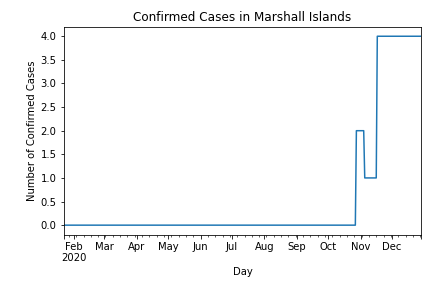 Confirmed Cases in Marshall Islands
Number of Confirmed Cases
4.0
3.5
3.0
2.5
2.0
1.5
1.0
0.5
0.0
Feb Mar Apr May Jun Jul Aug Sep Oct Nov Dec
2020
Day